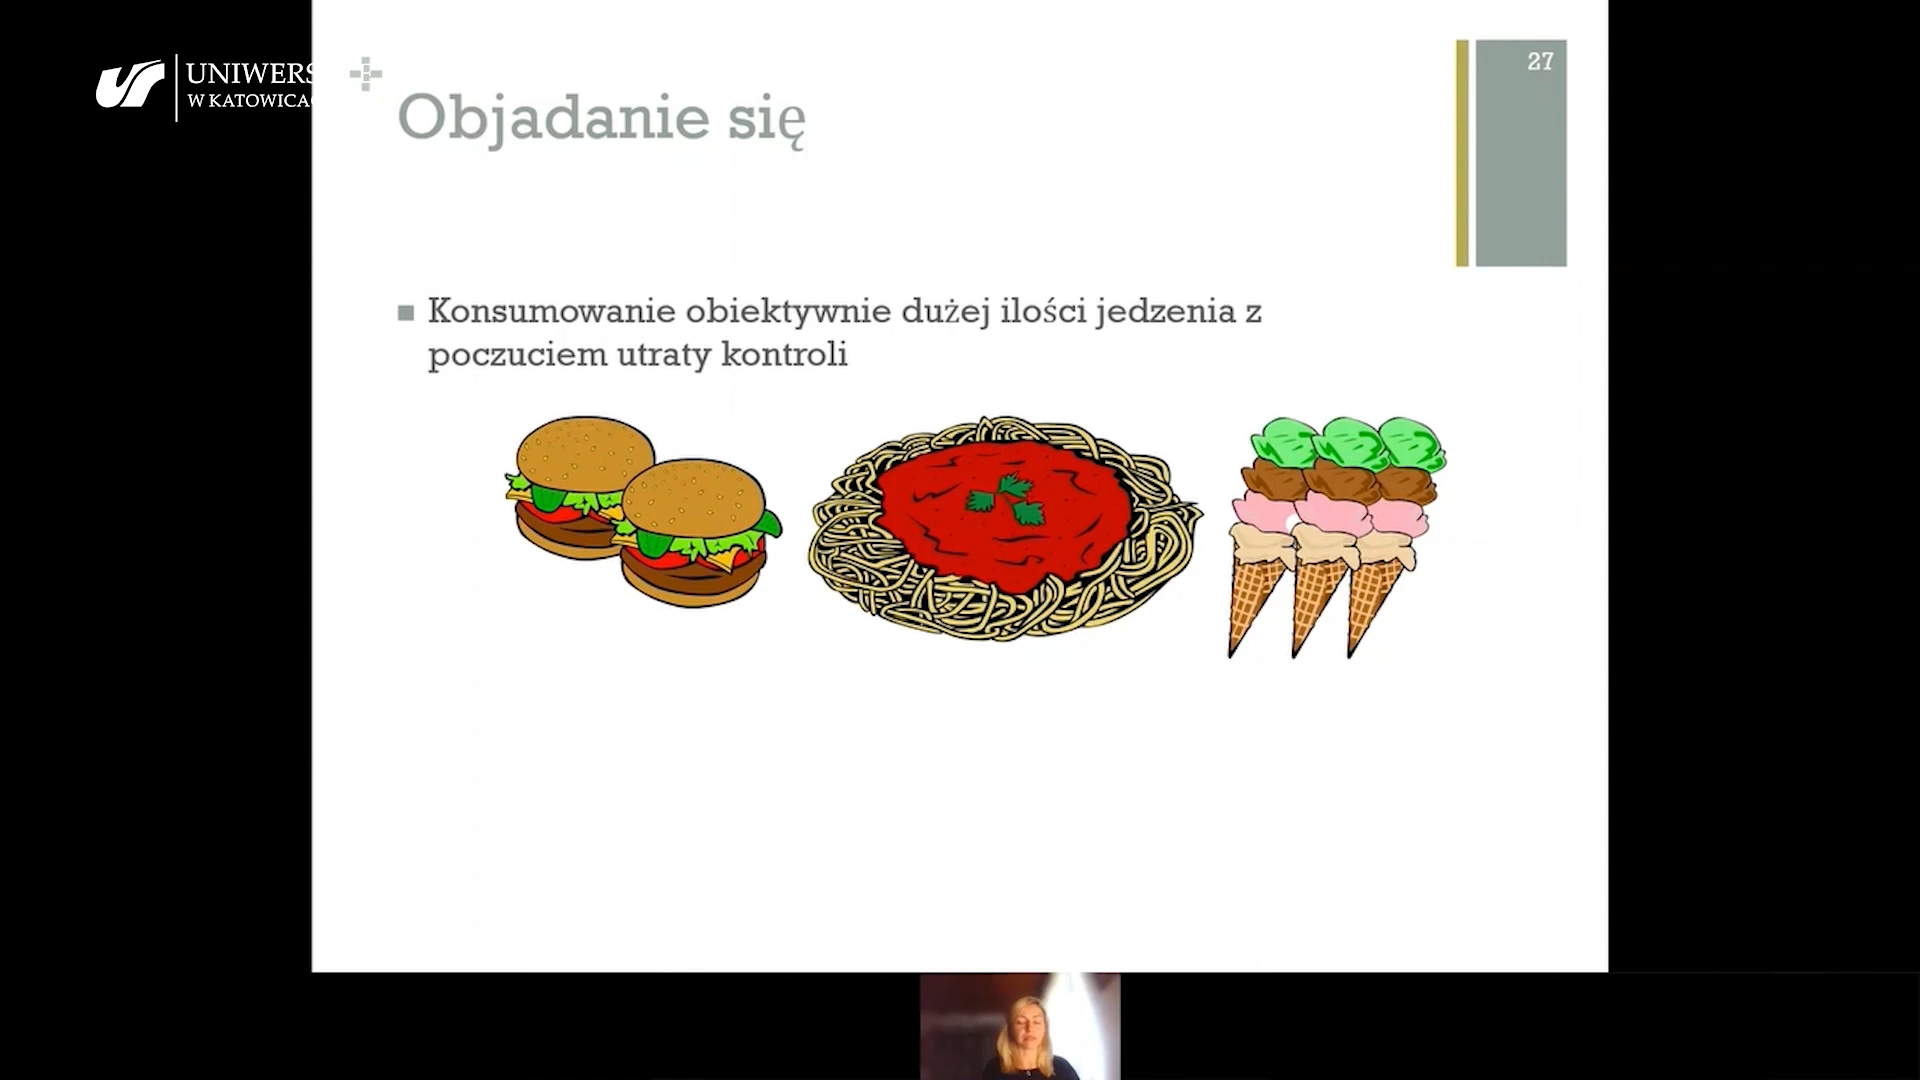 UNIWERS
W KATOWICA
27
Objadanie się
Konsumowanie obiektywnie dużej ilości jedzenia z
poczuciem utraty kontroli